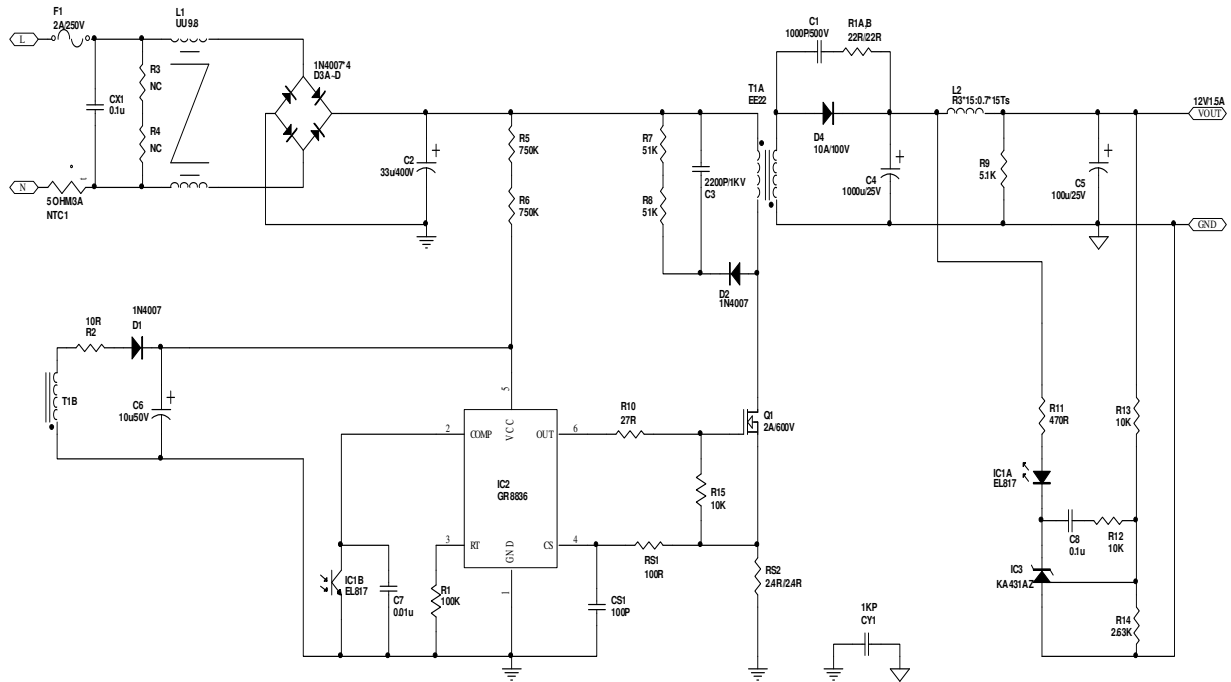 F1
2A/250V
L1
UU9.8
L
CX1
0.1u
R3
NC
R4
NC
1N4007*4
D3A~D
N
t
5OHM3A
NTC1
C2
33u/400V
R5
750K
R6
750K
R7
51K
R8
51K
2200P/1KV
C3
D2
1N4007
T1A
EE22
C1
1000P/500V
R1A,B
22R/22R
D4
10A/100V
C4
1000u/25V
L2
R3*15:0.7*15Ts
R9
5.1K
C5
100u/25V
12V1.5A
VOUT
GND
10R
R2
1N4007
D1
T1B
C6
10u50V
5
2
COMP
VCC
OUT
6
IC2
GR8836
3
RT
GND
CS
4
1
R10
27R
Q1
2A/600V
R15
10K
RS1
100R
RS2
2.4R/2.4R
CS1
100P
IC1B
EL817
C7
0.01u
R1
100K
1KP
CY1
R11
470R
R13
10K
IC1A
EL817
C8
0.1u
R12
10K
IC3
KA431AZ
R14
2.63K